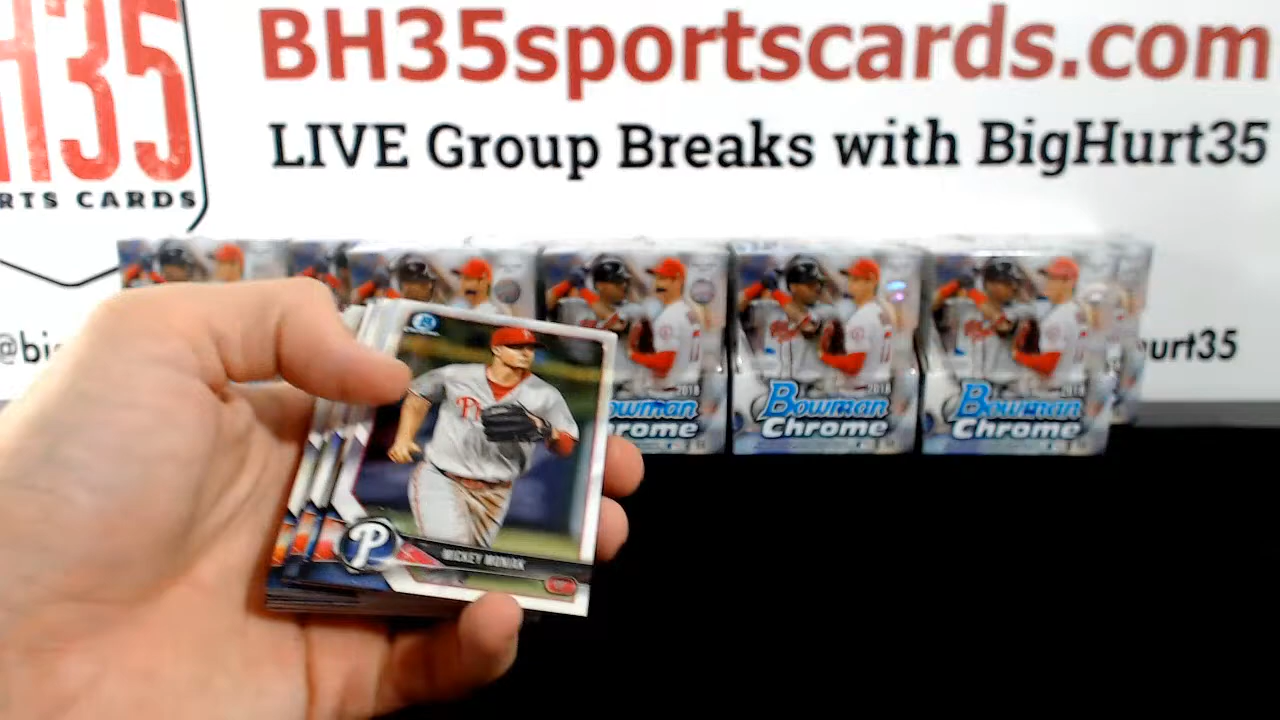 BH35sportscards.com
LIVE Group Breaks with BigHurt35
H35
RTS CARDS
@bi
urt35
2018
Bowman
Chrome
2018
Bowman
Chrome
2018
Bowman
Chrome
P
MICKEY MONIAK